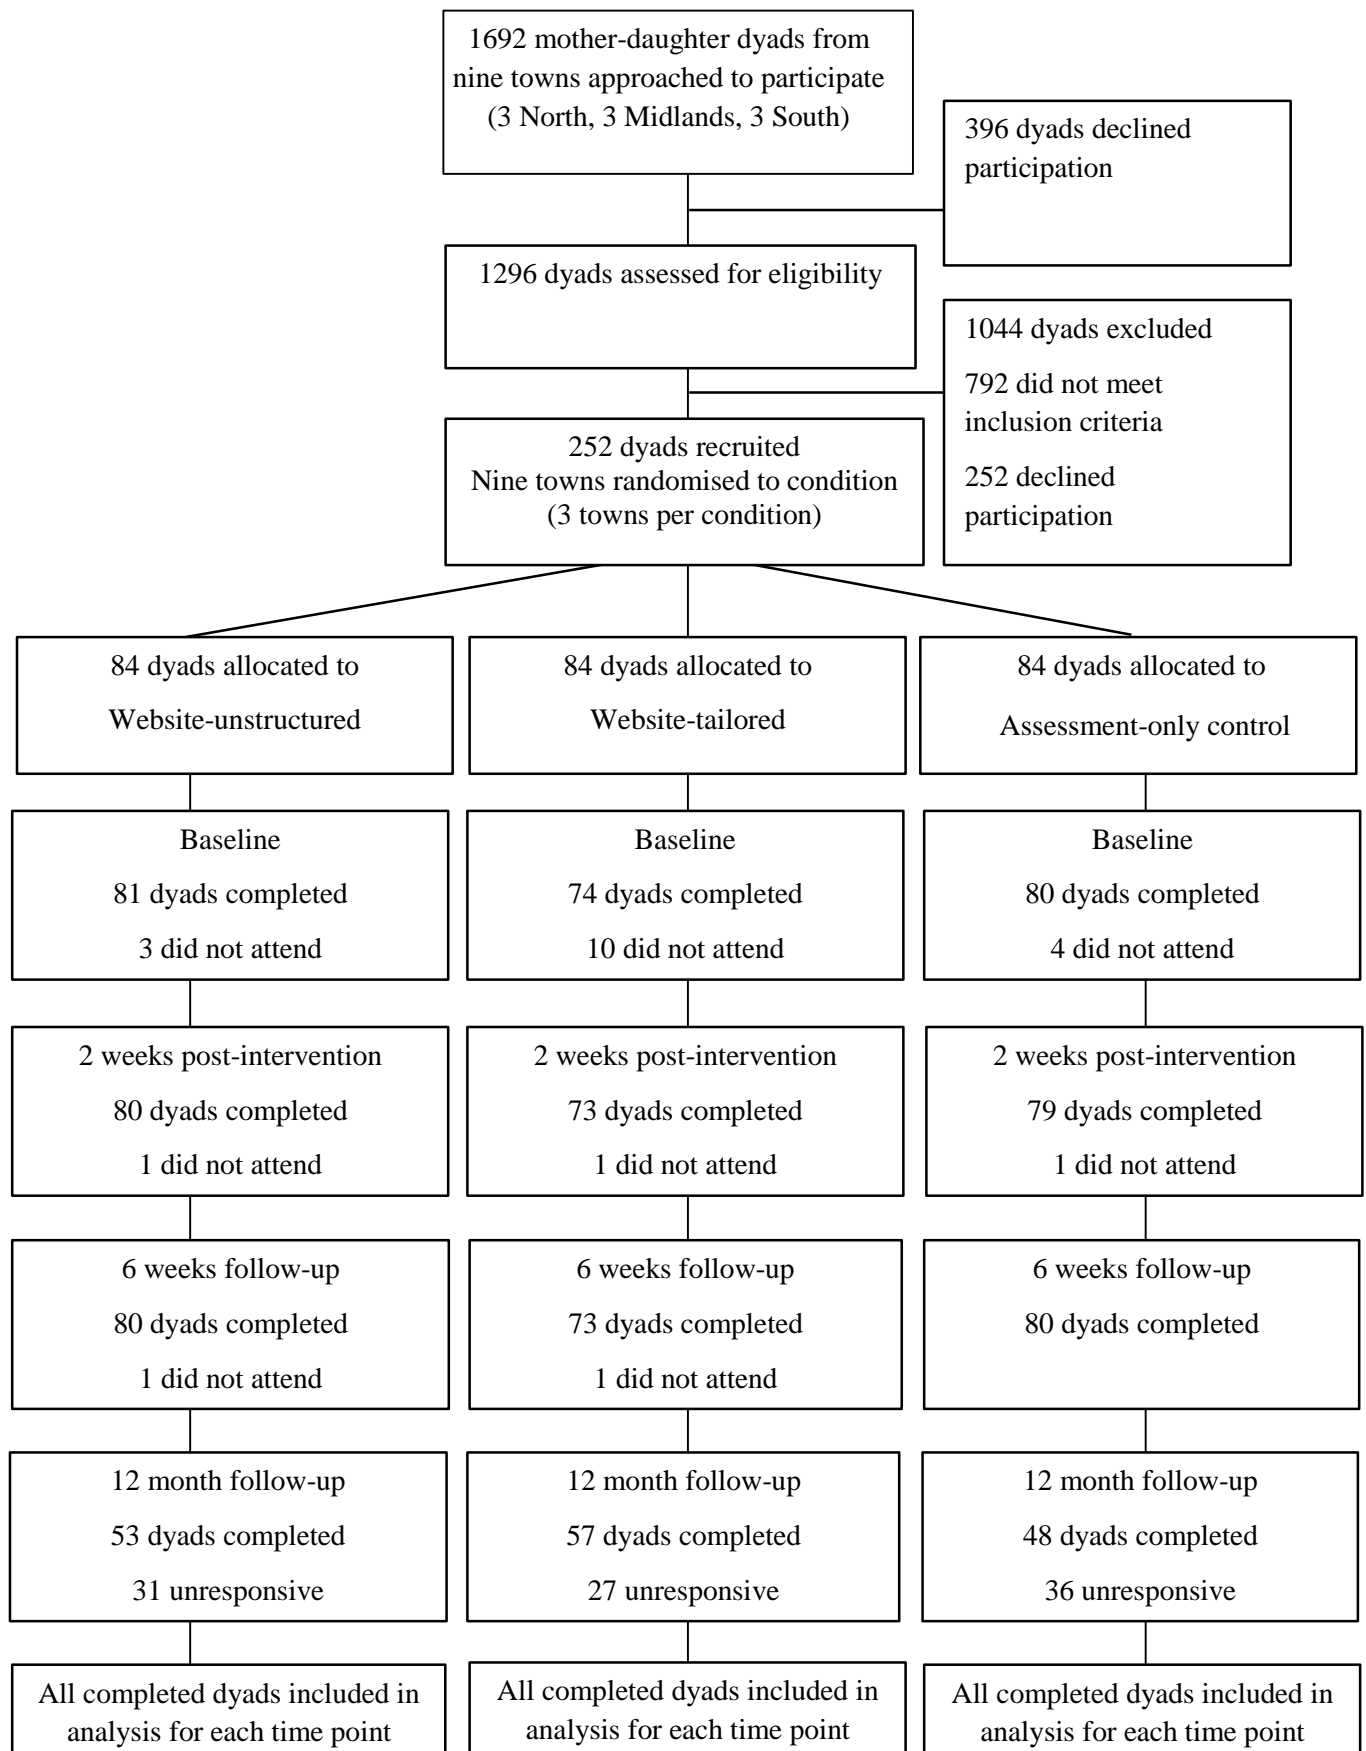 1692 mother-daughter dyads from
nine towns approached to participate
(3 North, 3 Midlands, 3 South)
396 dyads declined
participation
1296 dyads assessed for eligibility
1044 dyads excluded
792 did not meet
inclusion criteria
252 declined
participation
252 dyads recruited
Nine towns randomised to condition
(3 towns per condition)
84 dyads allocated to
Website-unstructured
84 dyads allocated to
Website-tailored
84 dyads allocated to
Assessment-only control
Baseline
81 dyads completed
3 did not attend
Baseline
74 dyads completed
10 did not attend
Baseline
80 dyads completed
4 did not attend
2 weeks post-intervention
80 dyads completed
1 did not attend
2 weeks post-intervention
73 dyads completed
1 did not attend
2 weeks post-intervention
79 dyads completed
1 did not attend
6 weeks follow-up
80 dyads completed
1 did not attend
6 weeks follow-up
73 dyads completed
1 did not attend
6 weeks follow-up
80 dyads completed
12 month follow-up
53 dyads completed
31 unresponsive
12 month follow-up
57 dyads completed
27 unresponsive
12 month follow-up
48 dyads completed
36 unresponsive
All completed dyads included in
analysis for each time point
All completed dyads included in
analysis for each time point
All completed dyads included in
analysis for each time point